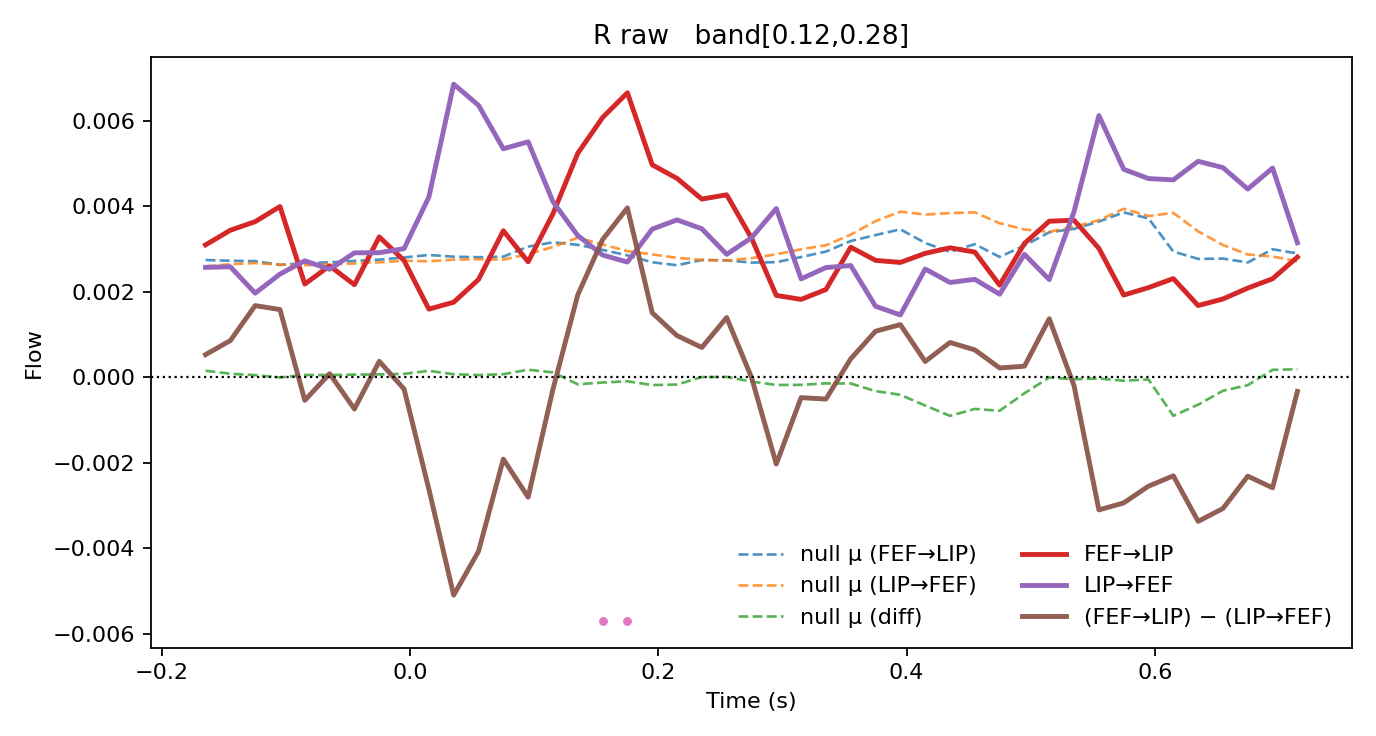 R raw   band[0.12,0.28]
Flow
0.006
0.004
0.002
0.000
−0.002
−0.004
−0.006
−0.2
0.0
0.2
0.4
0.6
Time (s)
null μ (FEF→LIP)
null μ (LIP→FEF)
null μ (diff)
FEF→LIP
LIP→FEF
(FEF→LIP) − (LIP→FEF)